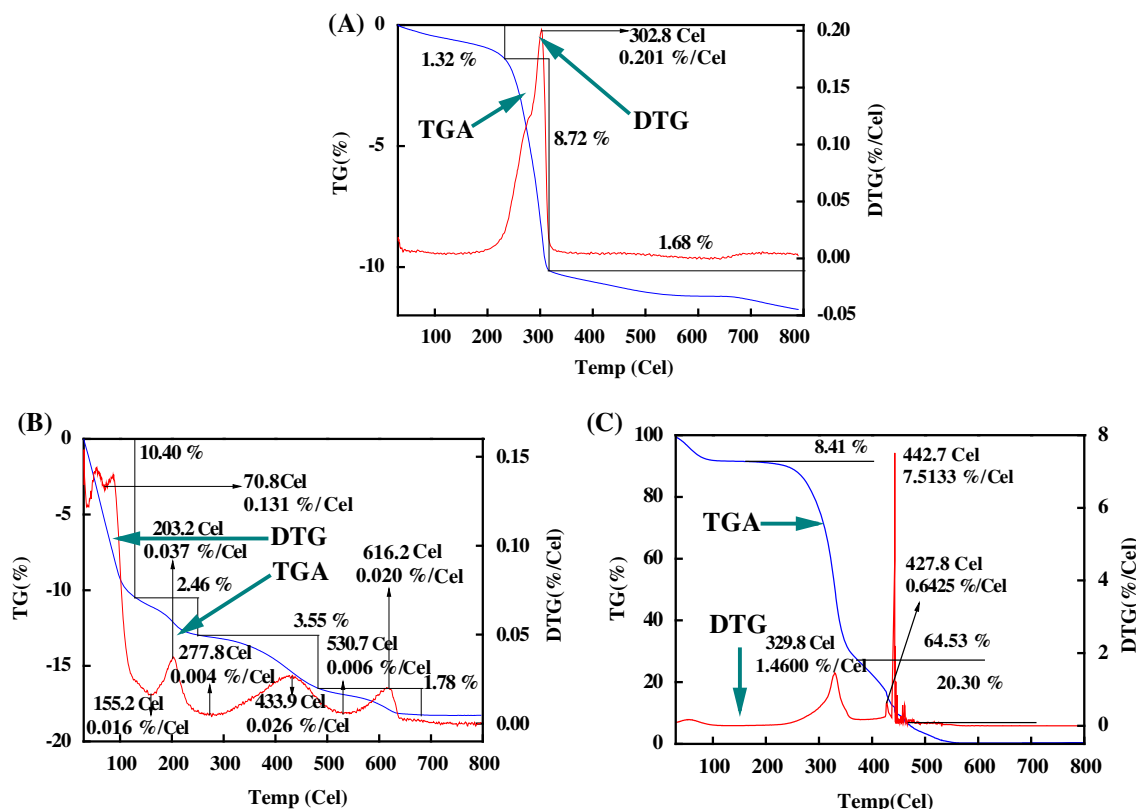 (A)
0
-5
-10
TG(%)
0.20
0.15
0.10
0.05
0.00
-0.05
DTG(%/Cel)
1.32 %
302.8 Cel
0.201 %/Cel
TGA
DTG
8.72 %
1.68 %
100 200 300 400 500 600 700 800
Temp (Cel)
(B)
0
-5
-10
-15
-20
TG(%)
0.15
0.10
0.05
0.00
DTG(%/Cel)
10.40 %
70.8 Cel
0.131 %/Cel
203.2 Cel
0.037 %/Cel
DTG
TGA
616.2 Cel
0.020 %/Cel
2.46 %
3.55 %
277.8 Cel
0.004 %/Cel
530.7 Cel
0.006 %/Cel
1.78 %
155.2 Cel
0.016 %/Cel
433.9 Cel
0.026 %/Cel
100 200 300 400 500 600 700 800
Temp (Cel)
(C)
100
80
60
40
20
0
TG(%)
8
6
4
2
0
DTG(%/Cel)
8.41 %
442.7 Cel
7.5133 %/Cel
TGA
427.8 Cel
0.6425 %/Cel
DTG
329.8 Cel
1.4600 %/Cel
64.53 %
20.30 %
100 200 300 400 500 600 700 800
Temp(Cel)